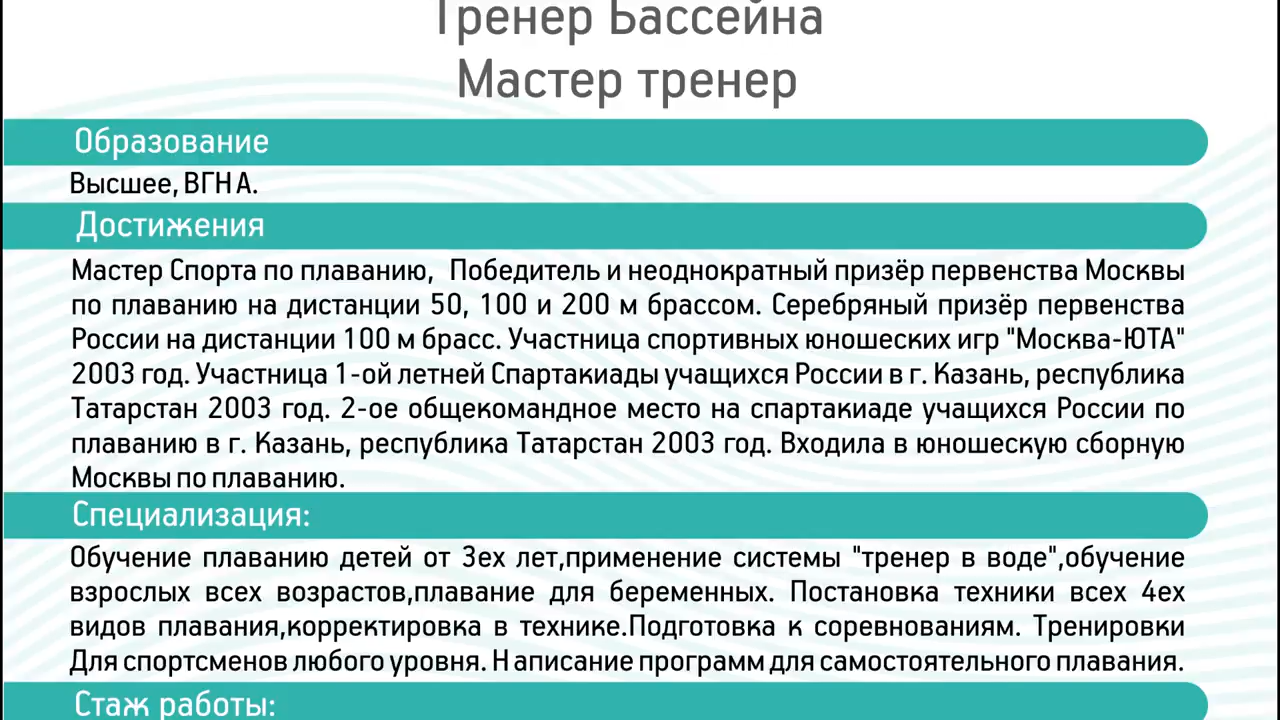 Тренер Бассейна
Мастер тренер
Образование
Высшее, ВГНА.
Достижения
Мастер Спорта по плаванию, Победитель и неоднократный призёр первенства Москвы
по плаванию на дистанции 50, 100 и 200 м брассом. Серебряный призёр первенства
России на дистанции 100 м брасс. Участница спортивных юношеских игр "Москва-ЮТА"
2003 год. Участница 1-ой летней Спартакиады учащихся России в г. Казань, республика
Татарстан 2003 год. 2-ое общекомандное место на спартакиаде учащихся России по
плаванию в г. Казань, республика Татарстан 2003 год. Входила в юношескую сборную
Москвы по плаванию.
Специализация:
Обучение плаванию детей от 3ех лет,применение системы "тренер в воде",обучение
взрослых всех возрастов,плавание для беременных. Постановка техники всех 4ех
видов плавания,корректировка в технике.Подготовка к соревнованиям. Тренировки
Для спортсменов любого уровня. Написание программ для самостоятельного плавания.
Стаж работы: